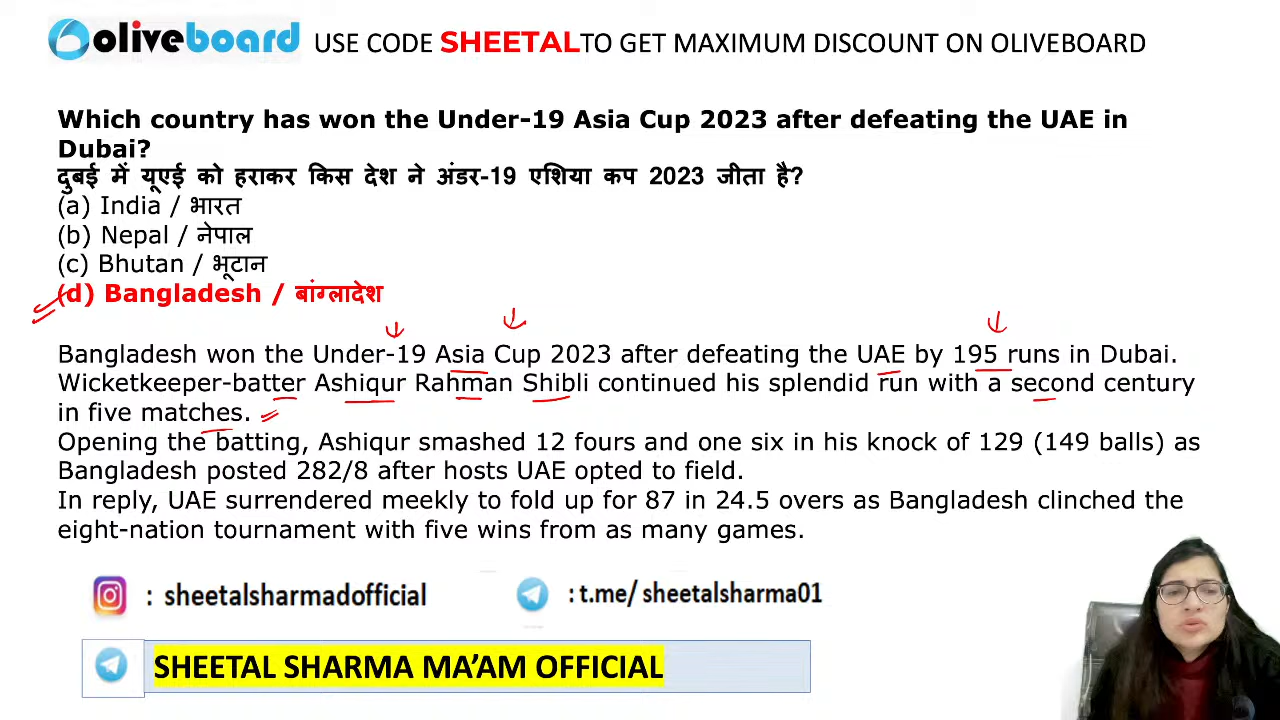 oliveboard USE CODE SHEETAL TO GET MAXIMUM DISCOUNT ON OLIVEBOARD
Which country has won the Under-19 Asia Cup 2023 after defeating the UAE in
Dubai?
दुबई में यूएई को हराकर किस देश ने अंडर-19 एशिया कप 2023 जीता है?
(a) India / भारत
(b) Nepal / नेपाल
(c) Bhutan / भूटान
(d) Bangladesh / बांग्लादेश
Bangladesh won the Under-19 Asia Cup 2023 after defeating the UAE by 195 runs in Dubai.
Wicketkeeper-batter Ashiqur Rahman Shibli continued his splendid run with a second century
in five matches.
Opening the batting, Ashiqur smashed 12 fours and one six in his knock of 129 (149 balls) as
Bangladesh posted 282/8 after hosts UAE opted to field.
In reply, UAE surrendered meekly to fold up for 87 in 24.5 overs as Bangladesh clinched the
eight-nation tournament with five wins from as many games.
: sheetalsharmadofficial : t.me/ sheetalsharma01
SHEETAL SHARMA MA’AM OFFICIAL